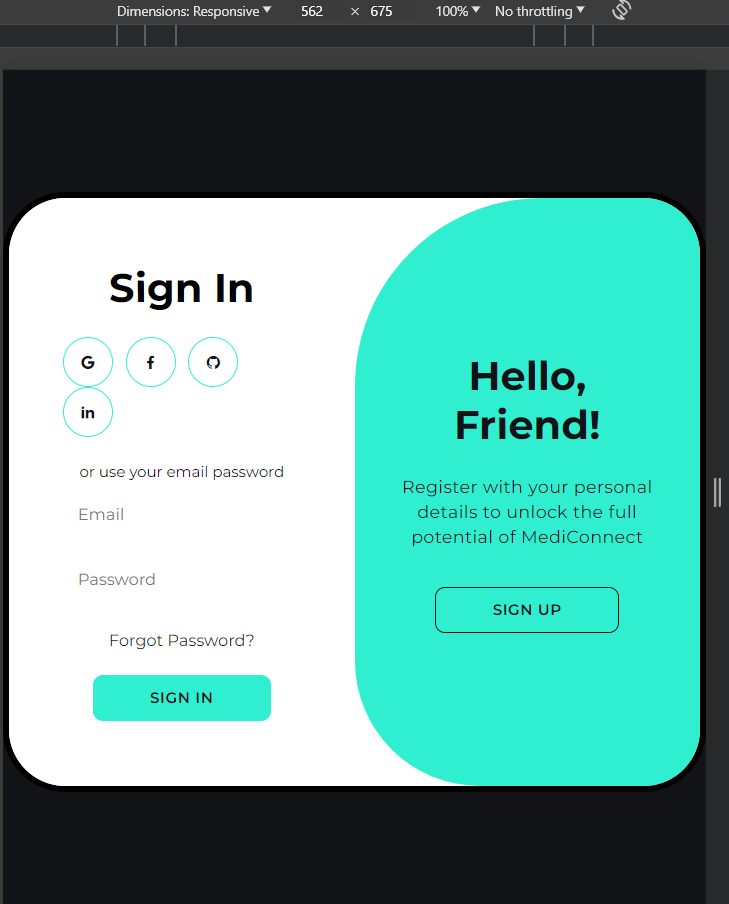 Dimensions: Responsive 562 × 675 100% No throttling
Sign In
G f
in
or use your email password
Email
Password
Forgot Password?
SIGN IN
Hello,
Friend!
Register with your personal
details to unlock the full
potential of MediConnect
SIGN UP